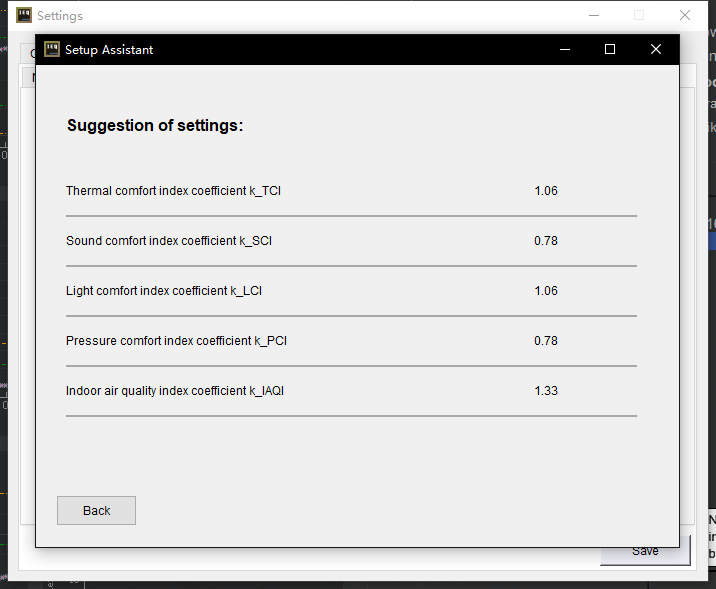 Settings
Setup Assistant
Suggestion of settings:
Thermal comfort index coefficient k_TCI 1.06
Sound comfort index coefficient k_SCI 0.78
Light comfort index coefficient k_LCI 1.06
Pressure comfort index coefficient k_PCI 0.78
Indoor air quality index coefficient k_IAQI 1.33
Back
Save